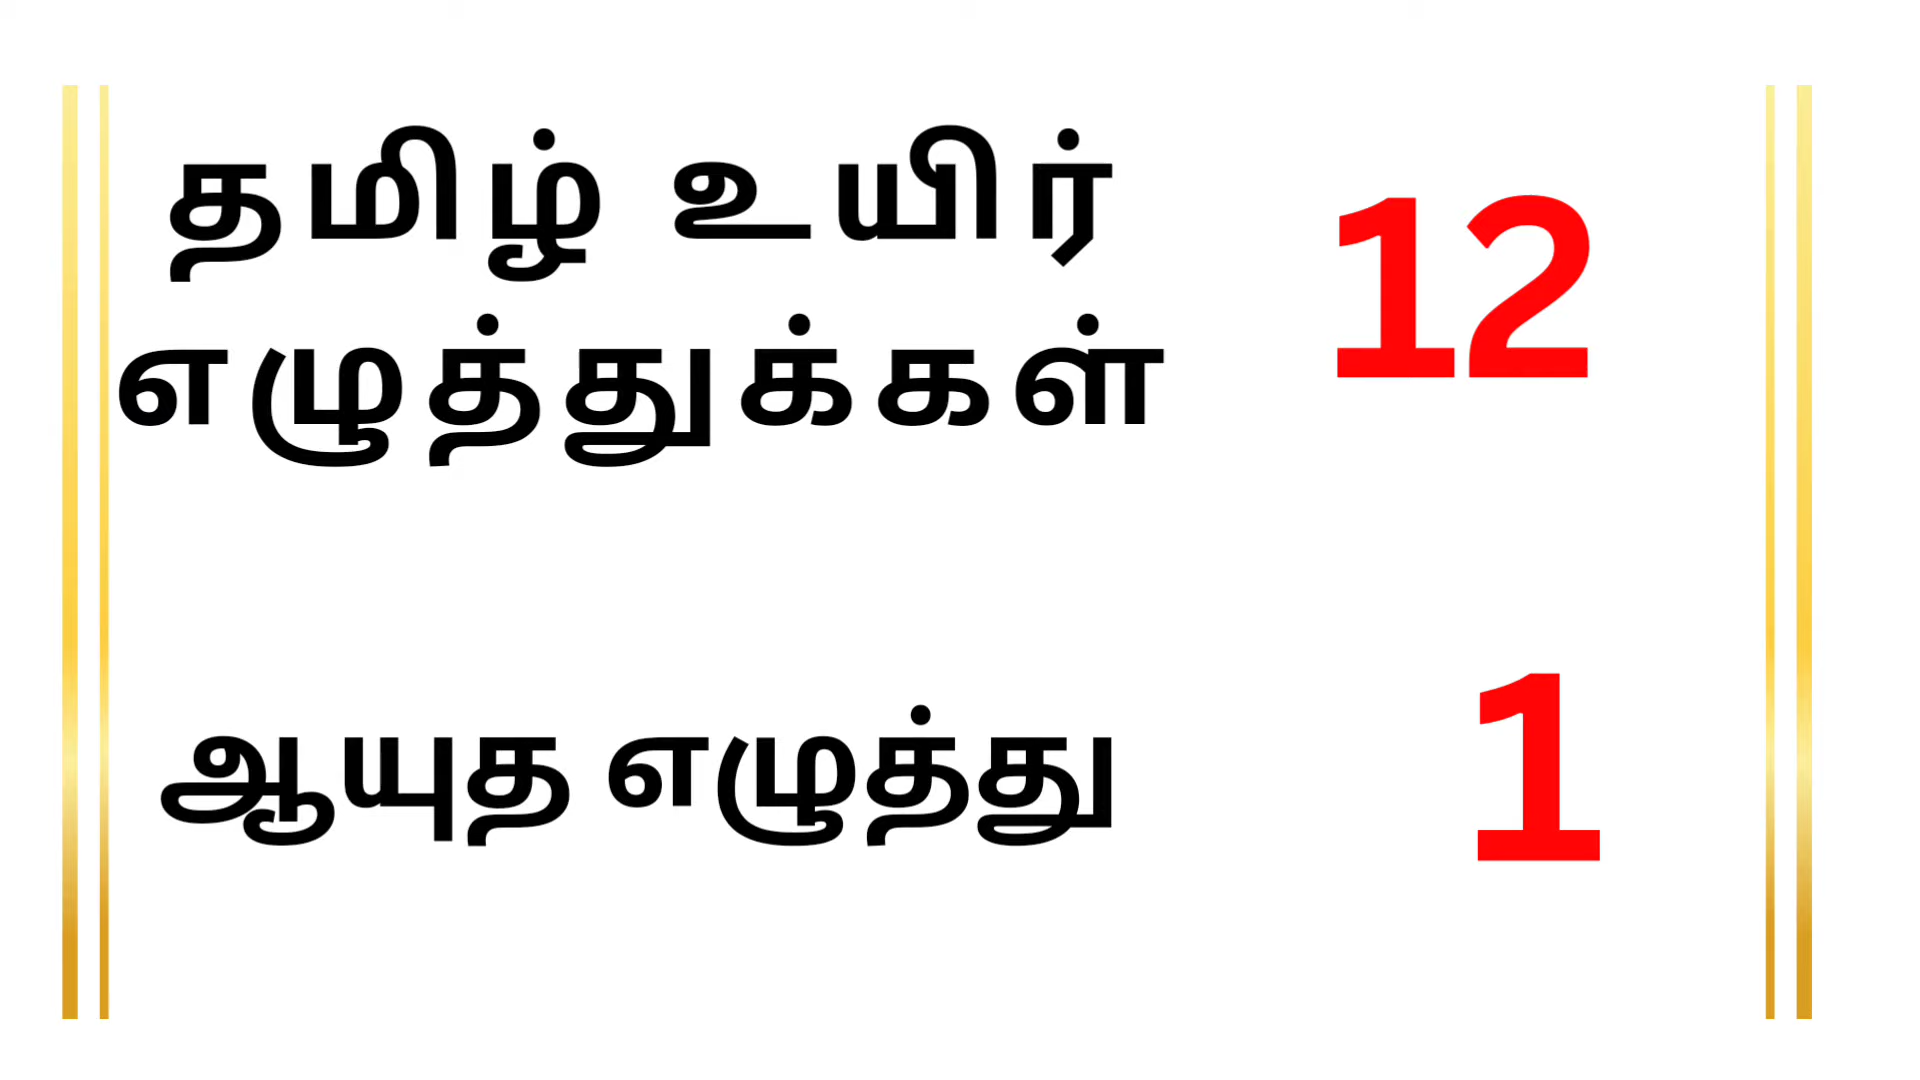 தமிழ் உயிர்
எழுத்துக்கள்
12
ஆயுத எழுத்து
1